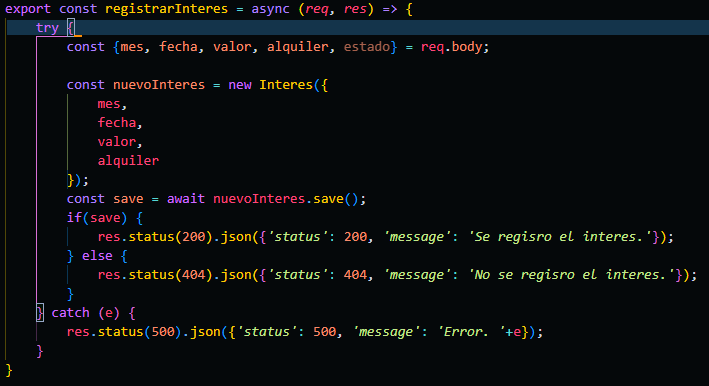 export const registrarInteres = async (req, res) => {
    try {
        const {mes, fecha, valor, alquiler, estado} = req.body;

        const nuevoInteres = new Interes({
            mes,
            fecha,
            valor,
            alquiler
        });
        const save = await nuevoInteres.save();
        if(save) {
            res.status(200).json({'status': 200, 'message': 'Se regisro el interes.'});
        } else {
            res.status(404).json({'status': 404, 'message': 'No se regisro el interes.'});
        }
    } catch (e) {
        res.status(500).json({'status': 500, 'message': 'Error. '+e});
    }
}